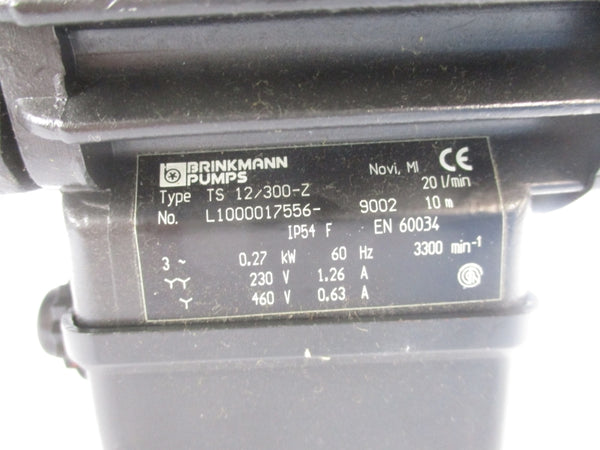 BRINKMANN PUMPS Novi, MI CE
Type TS 12/300-Z 20 l/min
No. L1000017556- 9002 10 m
IP54 F EN 60034
3 ~ 0.27 kW 60 Hz 3300 min⁻¹
230 V 1.26 A
460 V 0.63 A